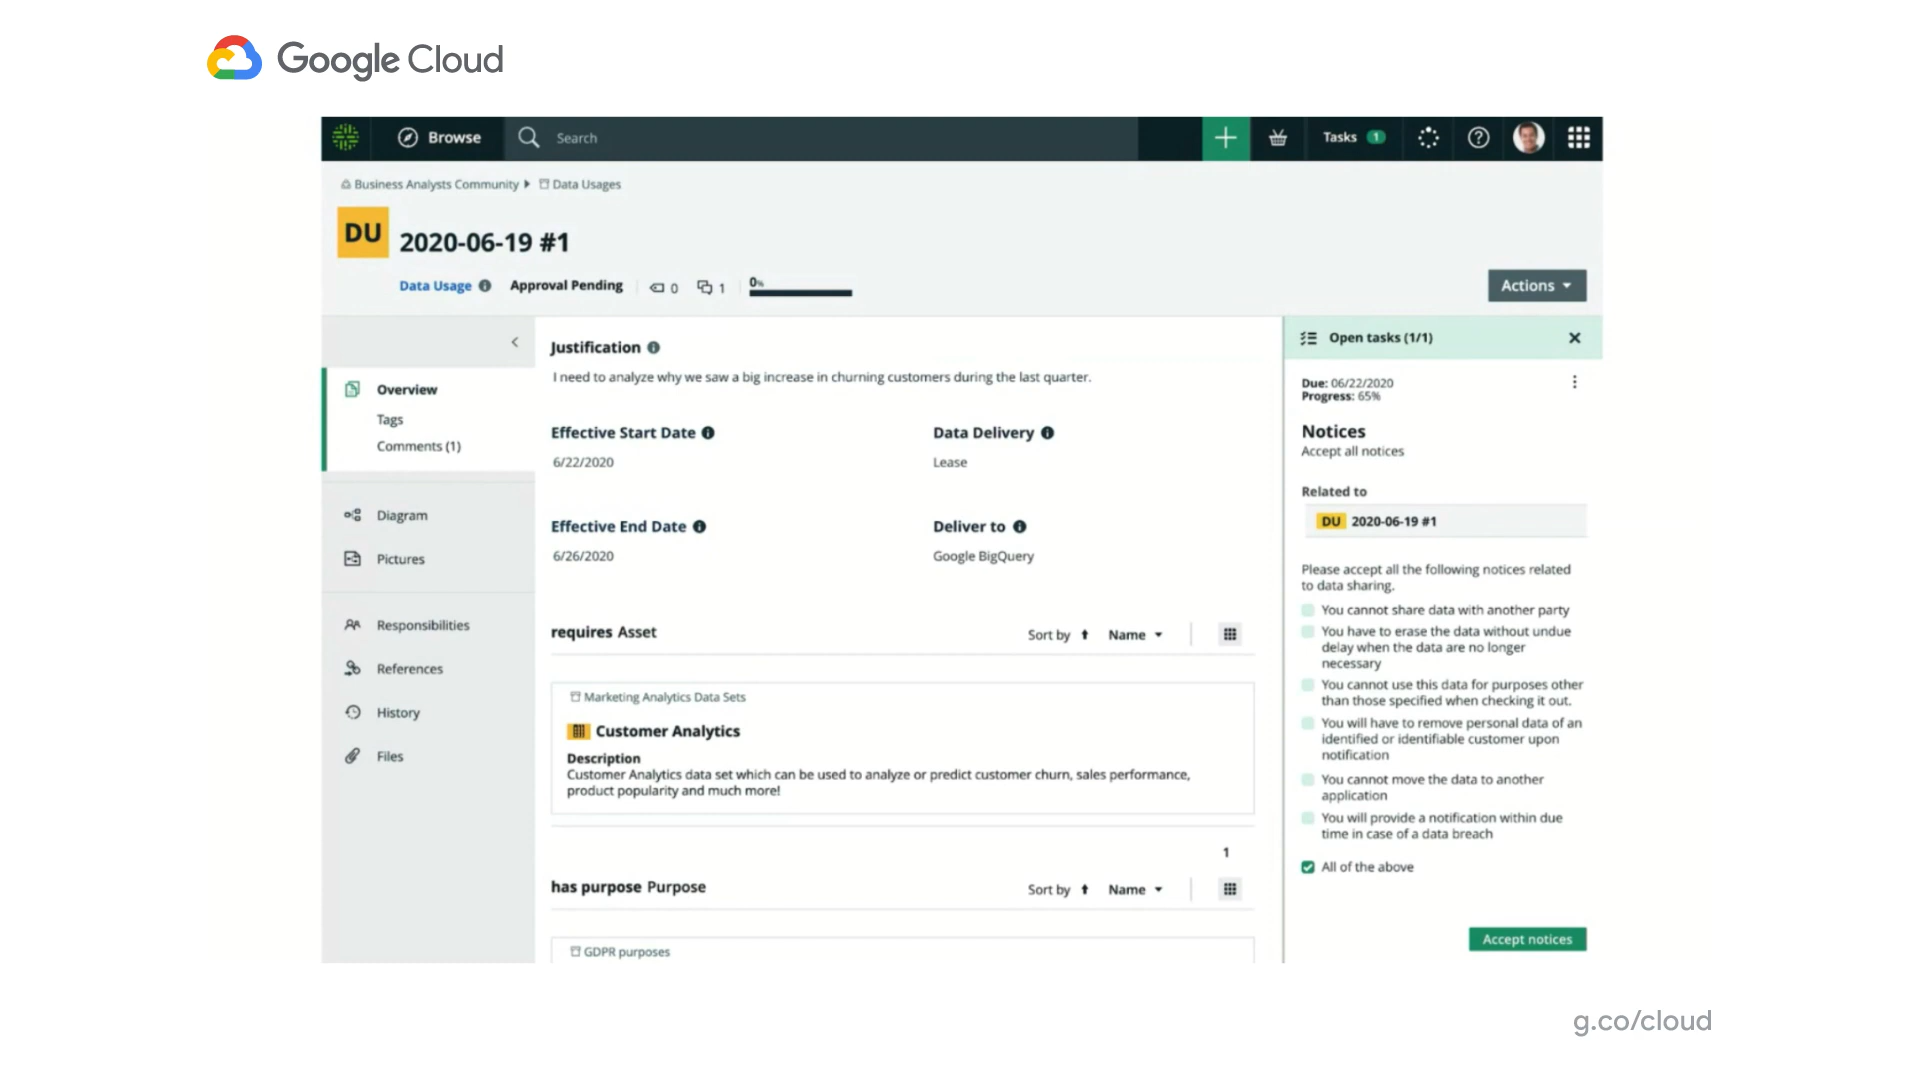 Google Cloud
Browse
Search
Tasks 1
Business Analysts Community
Data Usages
DU
2020-06-19 #1
Data Usage
Approval Pending
0
1
0%
Actions
Overview
Tags
Comments (1)
Diagram
Pictures
Responsibilities
References
History
Files
Justification
I need to analyze why we saw a big increase in churning customers during the last quarter.
Effective Start Date
6/22/2020
Data Delivery
Lease
Effective End Date
6/26/2020
Deliver to
Google BigQuery
requires Asset
Sort by
Name
Marketing Analytics Data Sets
Customer Analytics
Description
Customer Analytics data set which can be used to analyze or predict customer churn, sales performance,
product popularity and much more!
1
has purpose Purpose
Sort by
Name
GDPR purposes
Open tasks (1/1)
Due: 06/22/2020
Progress: 65%
Notices
Accept all notices
Related to
DU 2020-06-19 #1
Please accept all the following notices related
to data sharing.
You cannot share data with another party
You have to erase the data without undue
delay when the data are no longer
necessary
You cannot use this data for purposes other
than those specified when checking it out.
You will have to remove personal data of an
identified or identifiable customer upon
notification
You cannot move the data to another
application
You will provide a notification within due
time in case of a data breach
All of the above
Accept notices
g.co/cloud